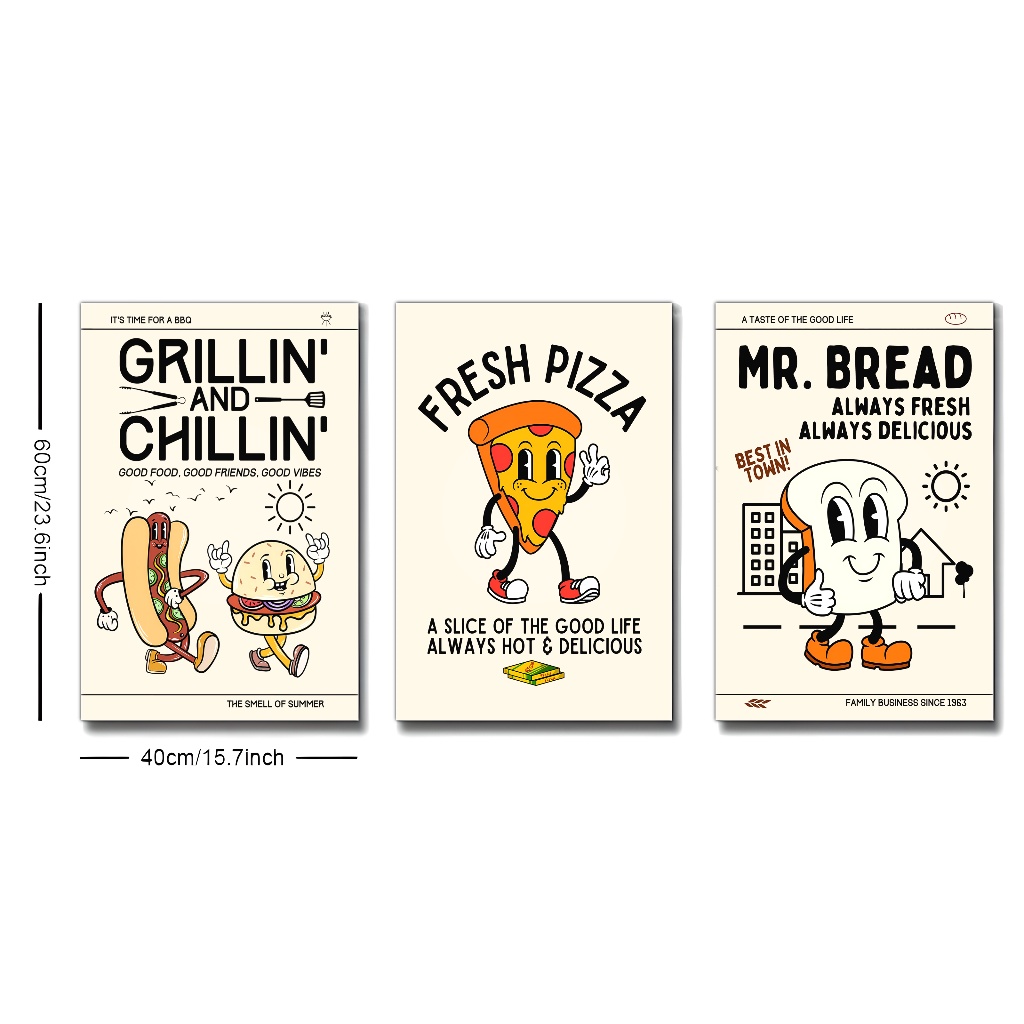 60cm/23.6inch
IT'S TIME FOR A BBQ
GRILLIN'
AND
CHILLIN'
GOOD FOOD, GOOD FRIENDS, GOOD VIBES
THE SMELL OF SUMMER
40cm/15.7inch
FRESH PIZZA
A SLICE OF THE GOOD LIFE
ALWAYS HOT & DELICIOUS
A TASTE OF THE GOOD LIFE
MR. BREAD
ALWAYS FRESH
ALWAYS DELICIOUS
BEST IN
TOWN!
FAMILY BUSINESS SINCE 1963